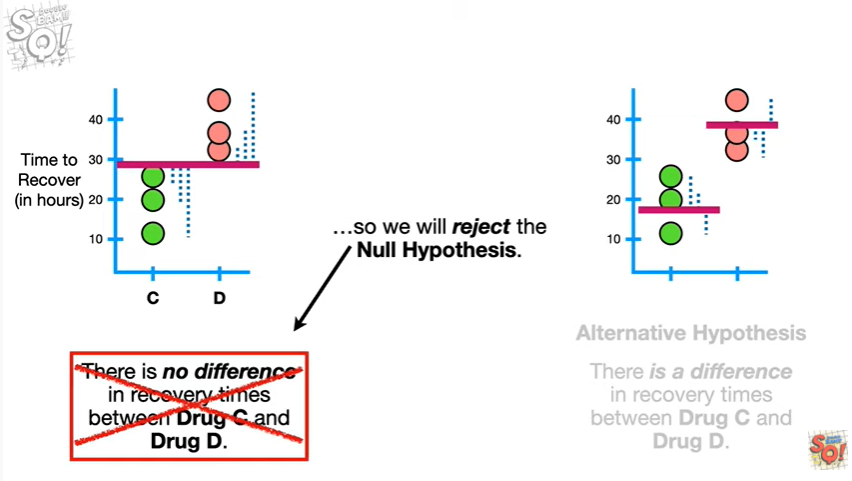 SQ!
40
30
20
10
Time to
Recover
(in hours)
C
D
40
30
20
10
…so we will reject the
Null Hypothesis.
There is no difference
in recovery times
between Drug C and
Drug D.
Alternative Hypothesis
There is a difference
in recovery times
between Drug C and
Drug D.
SQ!